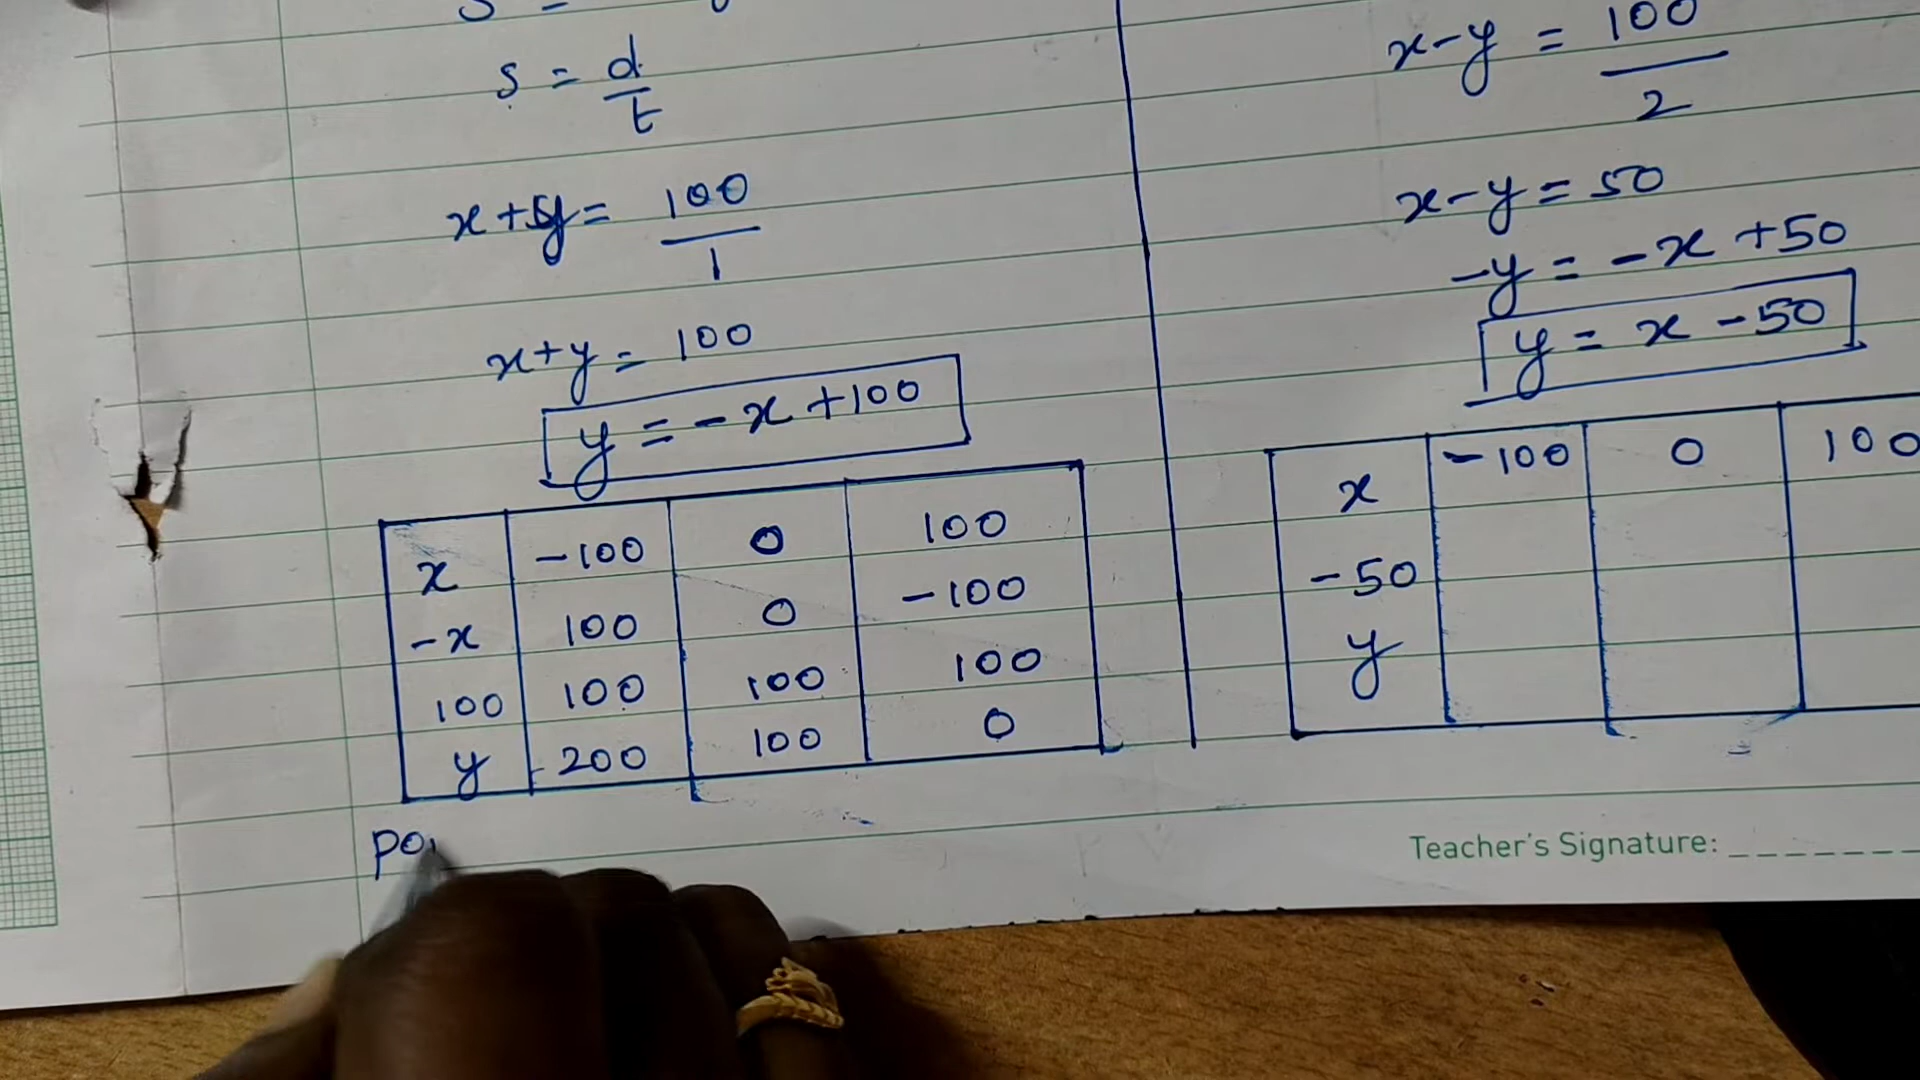 s = d/t
x+y = 100/1
x+y = 100
y = -x+100
x -100 0 100
-x 100 0 -100
100 100 100 100
y 200 100 0
x-y = 100/2
x-y = 50
-y = -x +50
y = x -50
x -100 0 100
-50
y
Teacher's Signature: